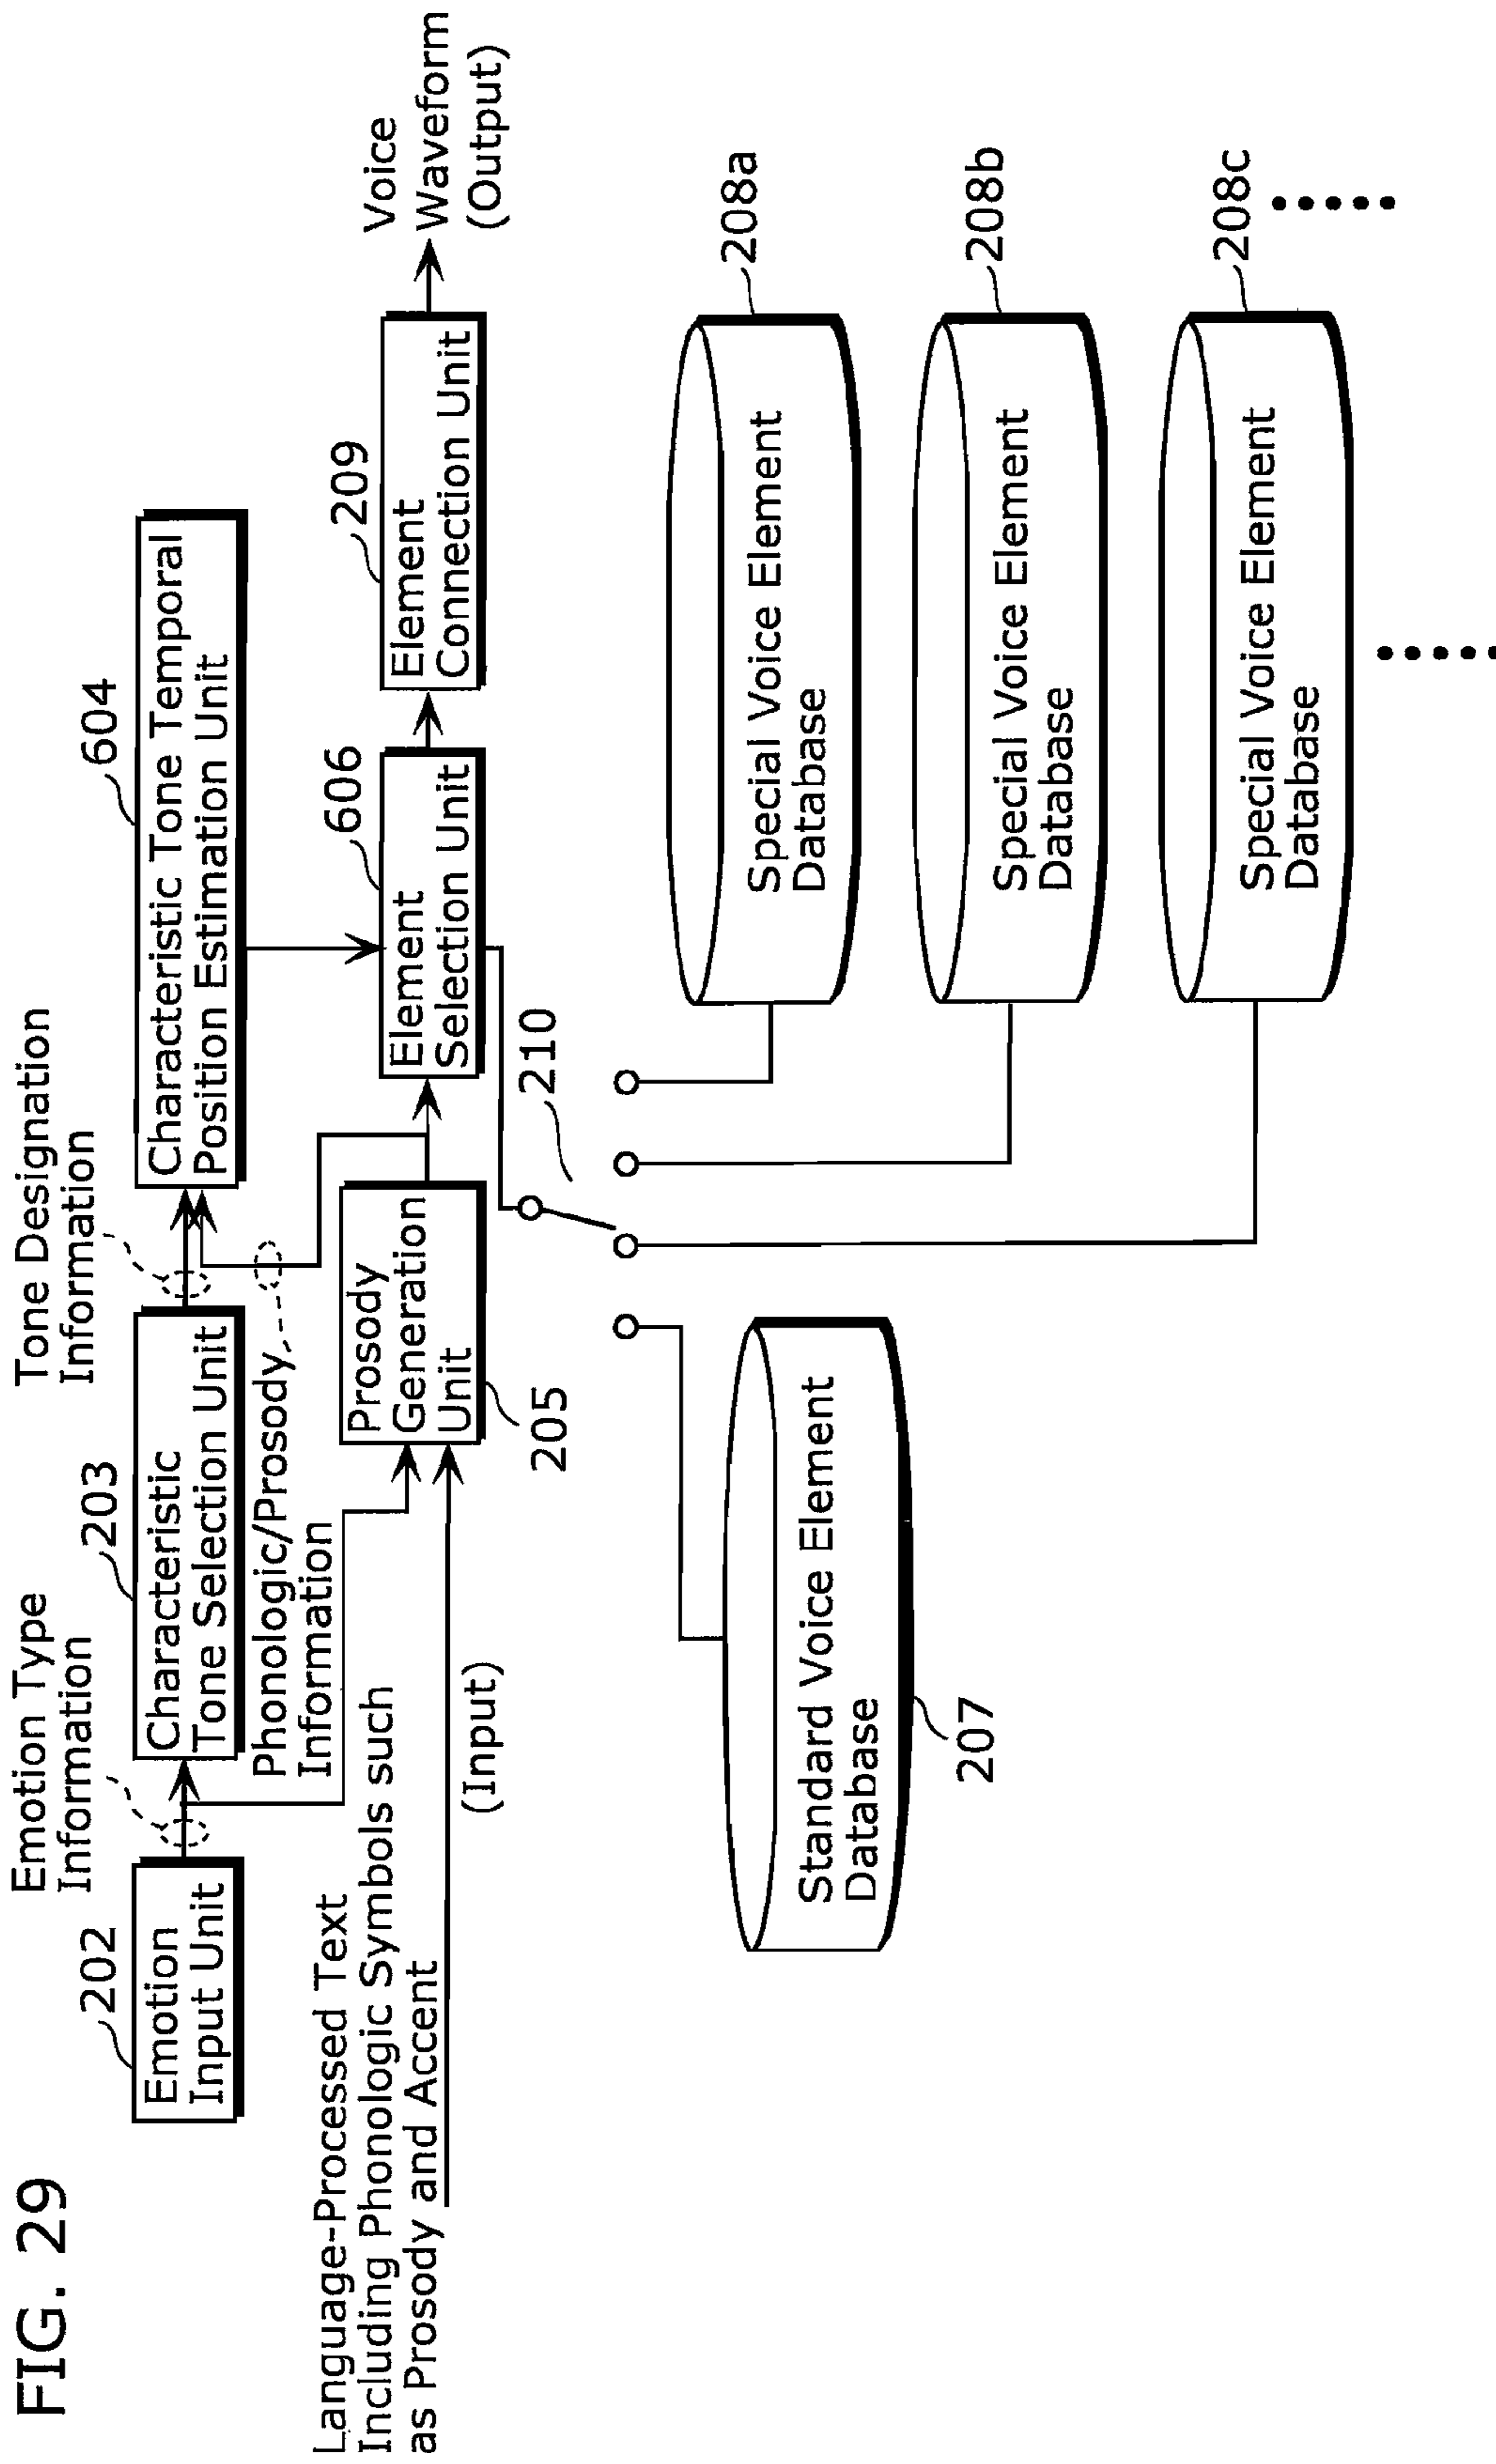 FIG. 29
Emotion Type
Information
Tone Designation
Information
202
203
604
Emotion
Input Unit
Characteristic
Tone Selection Unit
Characteristic Tone Temporal
Position Estimation Unit
Phonologic/Prosody
Information
Language-Processed Text
Including Phonologic Symbols such
as Prosody and Accent
(Input)
Prosody
Generation
Unit
205
606
Element
Selection Unit
209
Element
Connection Unit
Voice
Waveform
(Output)
210
Standard Voice Element
Database
207
208a
Special Voice Element
Database
208b
Special Voice Element
Database
208c
Special Voice Element
Database